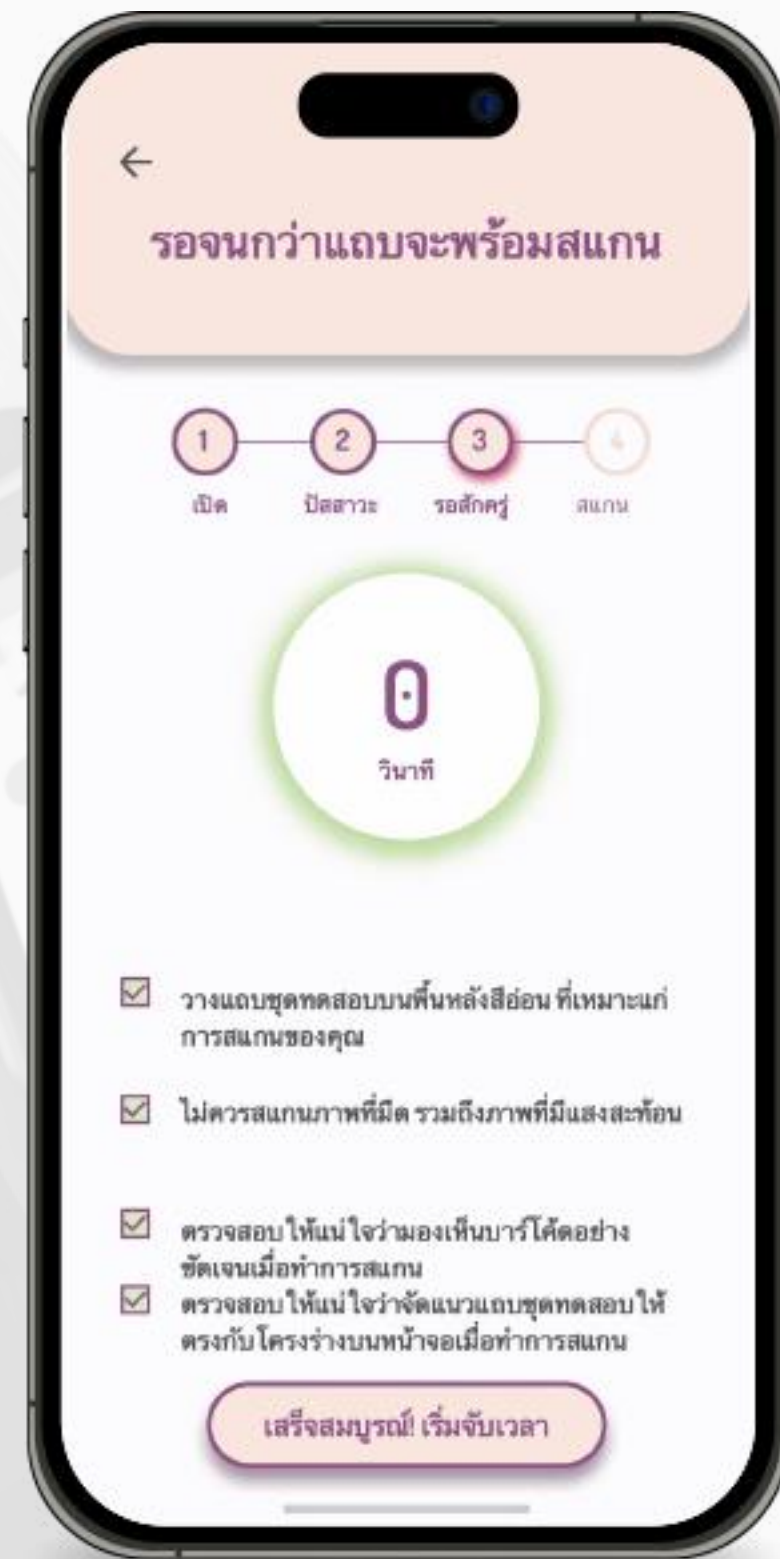 รอจนกว่าแถบจะพร้อมสแกน
1 2 3 4
เปิด ปัสสาวะ รอสักครู่ สแกน
0
วินาที
วางแถบชุดทดสอบบนพื้นหลังสีอ่อน ที่เหมาะแก่
การสแกนของคุณ
ไม่ควรสแกนภาพที่มืด รวมถึงภาพที่มีแสงสะท้อน
ตรวจสอบให้แน่ใจว่ามองเห็นบาร์โค้ดอย่าง
ชัดเจนเมื่อทำการสแกน
ตรวจสอบให้แน่ใจว่าจัดแนวแถบชุดทดสอบให้
ตรงกับโครงร่างบนหน้าจอเมื่อทำการสแกน
เสร็จสมบูรณ์! เริ่มจับเวลา